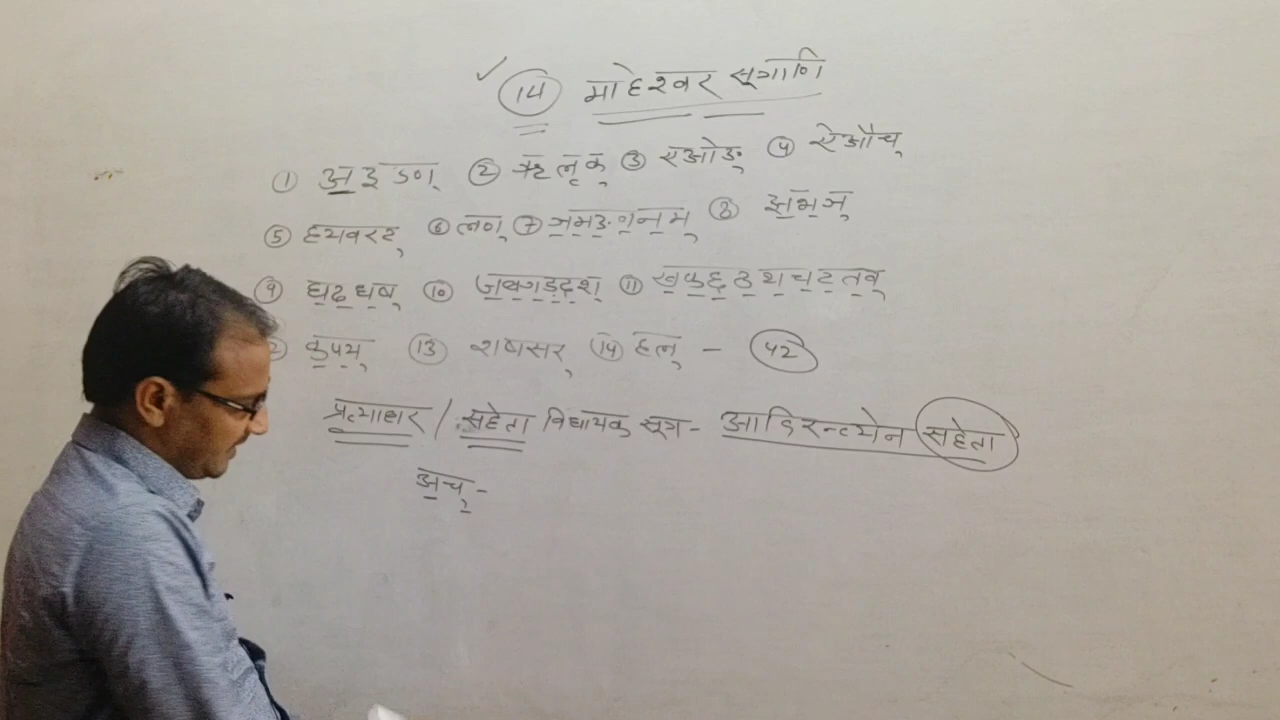 ✓ (14) माहेश्वर सूत्राणि
① अइउण् ② ऋलृक् ③ एओङ् ④ ऐऔच्
⑤ हयवरट् ⑥ लण् ⑦ ञमङणनम् ⑧ झभञ्
⑨ घढधष् ⑩ जबगडदश् ⑪ खफछठथचटतव्
कपय् ⑬ शषसर् ⑭ हल् - (42)
प्रत्याहार / सहेता विधायक सूत्र - आदिरन्त्येन सहेता
अच् -